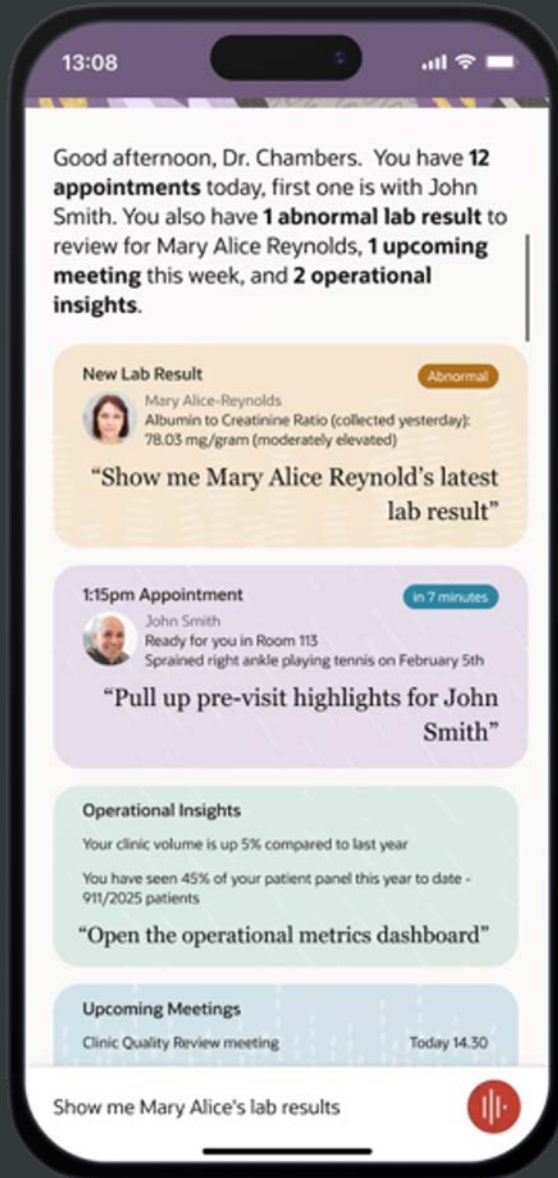 13:08
Good afternoon, Dr. Chambers. You have 12
appointments today, first one is with John
Smith. You also have 1 abnormal lab result to
review for Mary Alice Reynolds, 1 upcoming
meeting this week, and 2 operational
insights.
New Lab Result
Abnormal
Mary Alice-Reynolds
Albumin to Creatinine Ratio (collected yesterday):
78.03 mg/gram (moderately elevated)
“Show me Mary Alice Reynold’s latest
lab result”
1:15pm Appointment
in 7 minutes
John Smith
Ready for you in Room 113
Sprained right ankle playing tennis on February 5th
“Pull up pre-visit highlights for John
Smith”
Operational Insights
Your clinic volume is up 5% compared to last year
You have seen 45% of your patient panel this year to date -
911/2025 patients
“Open the operational metrics dashboard”
Upcoming Meetings
Clinic Quality Review meeting Today 14.30
Show me Mary Alice's lab results